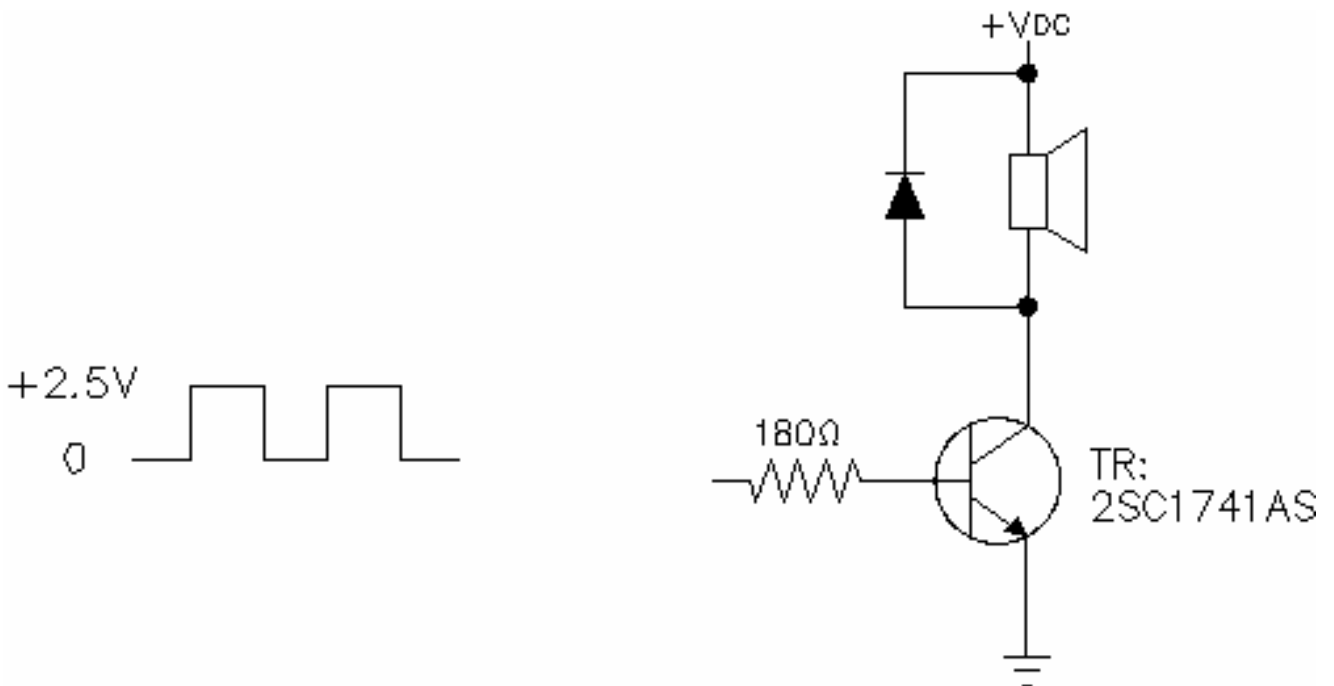 +VDC
+2.5V
0
180Ω
TR:
2SC1741AS